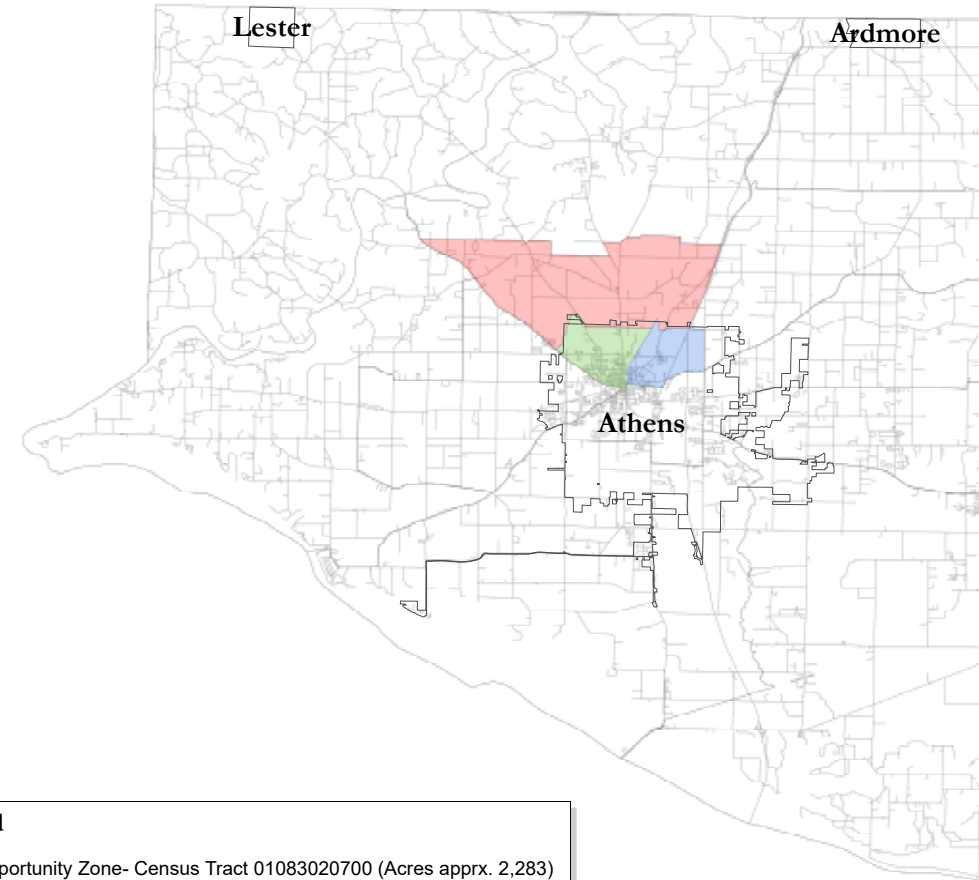 Lester
Ardmore
Athens
portunity Zone- Census Tract 01083020700 (Acres apprx. 2,283)